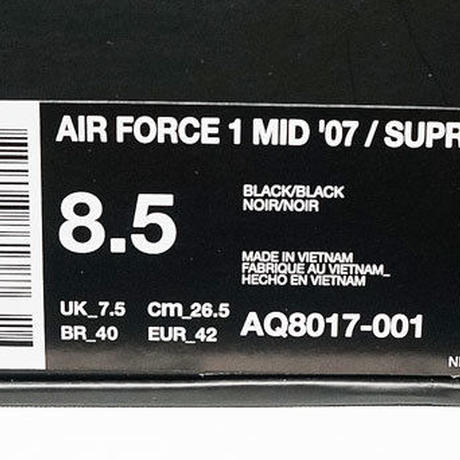 AIR FORCE 1 MID '07 / SUPR
8.5
BLACK/BLACK
NOIR/NOIR
MADE IN VIETNAM
FABRIQUE AU VIETNAM_
HECHO EN VIETNAM
UK_7.5 Cm_26.5
BR_40 EUR_42
AQ8017-001